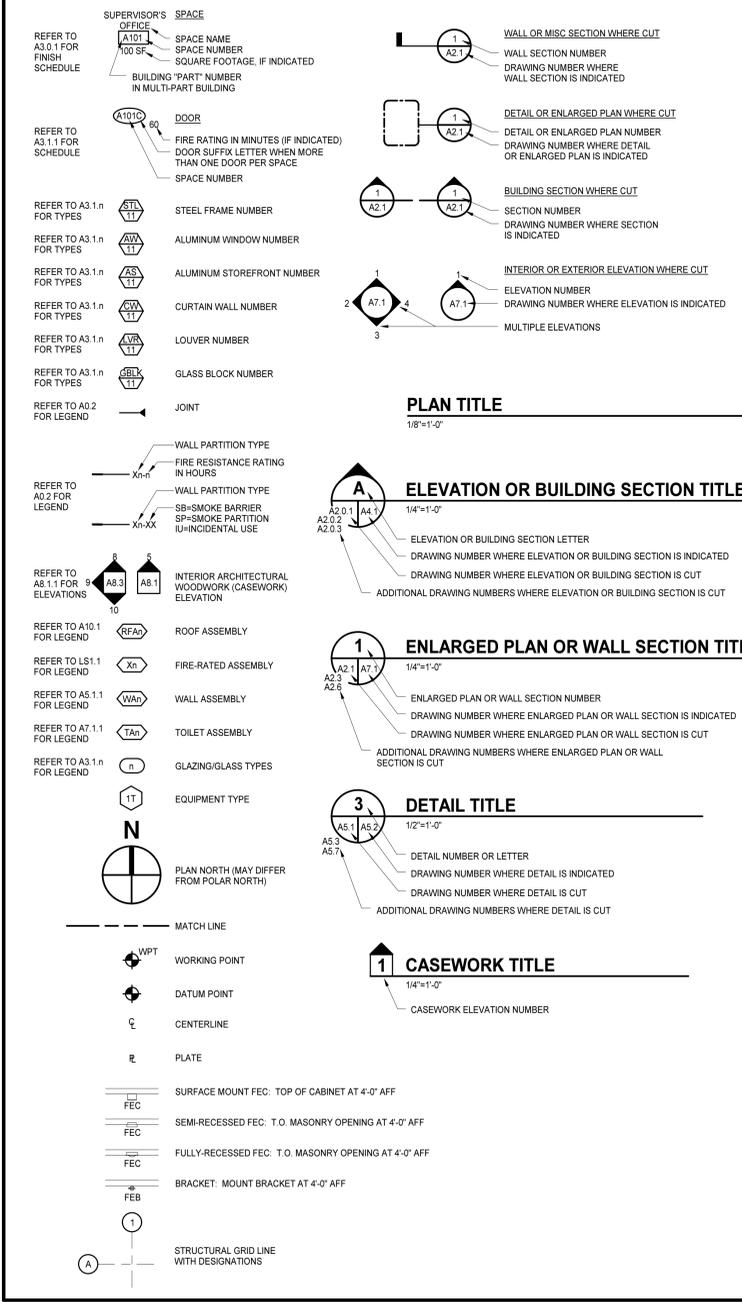 SUPERVISOR'S
OFFICE
SPACE
REFER TO
A3.0.1 FOR
FINISH
SCHEDULE
A101
100 SF
SPACE NAME
SPACE NUMBER
SQUARE FOOTAGE, IF INDICATED
BUILDING "PART" NUMBER
IN MULTI-PART BUILDING
REFER TO
A3.1.1 FOR
SCHEDULE
A101C
60
DOOR
FIRE RATING IN MINUTES (IF INDICATED)
DOOR SUFFIX LETTER WHEN MORE
THAN ONE DOOR PER SPACE
SPACE NUMBER
REFER TO A3.1.n
FOR TYPES
STL
11
STEEL FRAME NUMBER
REFER TO A3.1.n
FOR TYPES
AW
11
ALUMINUM WINDOW NUMBER
REFER TO A3.1.n
FOR TYPES
AS
11
ALUMINUM STOREFRONT NUMBER
REFER TO A3.1.n
FOR TYPES
CW
11
CURTAIN WALL NUMBER
REFER TO A3.1.n
FOR TYPES
LVR
11
LOUVER NUMBER
REFER TO A3.1.n
FOR TYPES
GBLK
11
GLASS BLOCK NUMBER
REFER TO A0.2
FOR LEGEND
JOINT
REFER TO
A0.2 FOR
LEGEND
WALL PARTITION TYPE
Xn-n
FIRE RESISTANCE RATING
IN HOURS
WALL PARTITION TYPE
Xn-XX
SB=SMOKE BARRIER
SP=SMOKE PARTITION
IU=INCIDENTAL USE
REFER TO
A8.1.1 FOR
ELEVATIONS
8
9
A8.3
10
5
A8.1
INTERIOR ARCHITECTURAL
WOODWORK (CASEWORK)
ELEVATION
REFER TO A10.1
FOR LEGEND
RFAn
ROOF ASSEMBLY
REFER TO LS1.1
FOR LEGEND
Xn
FIRE-RATED ASSEMBLY
REFER TO A5.1.1
FOR LEGEND
WAn
WALL ASSEMBLY
REFER TO A7.1.1
FOR LEGEND
TAn
TOILET ASSEMBLY
REFER TO A3.1.n
FOR LEGEND
n
GLAZING/GLASS TYPES
1T
EQUIPMENT TYPE
N
PLAN NORTH (MAY DIFFER
FROM POLAR NORTH)
MATCH LINE
WPT
WORKING POINT
DATUM POINT
CL
CENTERLINE
PL
PLATE
FEC
SURFACE MOUNT FEC: TOP OF CABINET AT 4'-0" AFF
FEC
SEMI-RECESSED FEC: T.O. MASONRY OPENING AT 4'-0" AFF
FEC
FULLY-RECESSED FEC: T.O. MASONRY OPENING AT 4'-0" AFF
FEB
BRACKET: MOUNT BRACKET AT 4'-0" AFF
1
A
STRUCTURAL GRID LINE
WITH DESIGNATIONS
1
A2.1
WALL OR MISC SECTION WHERE CUT
WALL SECTION NUMBER
DRAWING NUMBER WHERE
WALL SECTION IS INDICATED
1
A2.1
DETAIL OR ENLARGED PLAN WHERE CUT
DETAIL OR ENLARGED PLAN NUMBER
DRAWING NUMBER WHERE DETAIL
OR ENLARGED PLAN IS INDICATED
1
A2.1
1
A2.1
BUILDING SECTION WHERE CUT
SECTION NUMBER
DRAWING NUMBER WHERE SECTION
IS INDICATED
1
2
A7.1
4
3
1
A7.1
INTERIOR OR EXTERIOR ELEVATION WHERE CUT
ELEVATION NUMBER
DRAWING NUMBER WHERE ELEVATION IS INDICATED
MULTIPLE ELEVATIONS
PLAN TITLE
1/8"=1'-0"
A
A2.0.1
A4.1
A2.0.2
A2.0.3
ELEVATION OR BUILDING SECTION TITLE
1/4"=1'-0"
ELEVATION OR BUILDING SECTION LETTER
DRAWING NUMBER WHERE ELEVATION OR BUILDING SECTION IS INDICATED
DRAWING NUMBER WHERE ELEVATION OR BUILDING SECTION IS CUT
ADDITIONAL DRAWING NUMBERS WHERE ELEVATION OR BUILDING SECTION IS CUT
1
A2.1
A7.1
A2.3
A2.6
ENLARGED PLAN OR WALL SECTION TITL
1/4"=1'-0"
ENLARGED PLAN OR WALL SECTION NUMBER
DRAWING NUMBER WHERE ENLARGED PLAN OR WALL SECTION IS INDICATED
DRAWING NUMBER WHERE ENLARGED PLAN OR WALL SECTION IS CUT
ADDITIONAL DRAWING NUMBERS WHERE ENLARGED PLAN OR WALL
SECTION IS CUT
3
A5.1
A5.2
A5.3
A5.7
DETAIL TITLE
1/2"=1'-0"
DETAIL NUMBER OR LETTER
DRAWING NUMBER WHERE DETAIL IS INDICATED
DRAWING NUMBER WHERE DETAIL IS CUT
ADDITIONAL DRAWING NUMBERS WHERE DETAIL IS CUT
1
CASEWORK TITLE
1/4"=1'-0"
CASEWORK ELEVATION NUMBER